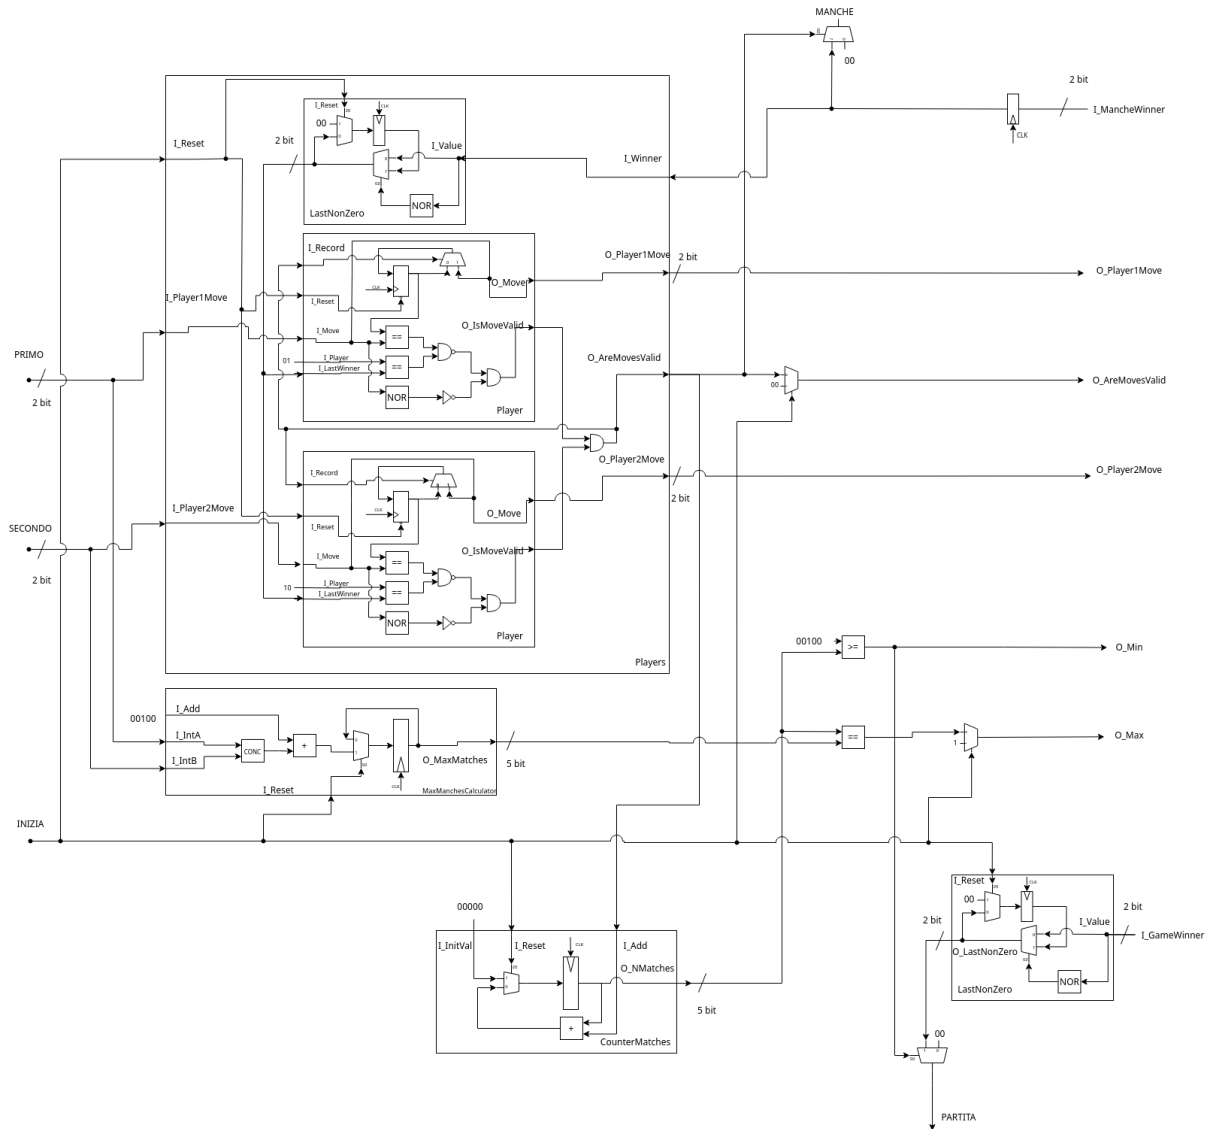 MANCHE
00
2 bit
I_MancheWinner
CLK
I_Reset
I_Reset
CLK
00
2 bit
I_Value
I_Winner
NOR
LastNonZero
I_Record
O_Player1Move
2 bit
O_Player1Move
O_Move
CLK
I_Player1Move
I_Reset
O_IsMoveValid
I_Move
==
PRIMO
O_AreMovesValid
01
I_Player
==
I_LastWinner
O_AreMovesValid
00
NOR
2 bit
Player
O_Player2Move
I_Record
O_Player2Move
2 bit
I_Player2Move
CLK
O_Move
SECONDO
I_Reset
O_IsMoveValid
I_Move
==
2 bit
10
I_Player
==
I_LastWinner
NOR
Player
00100
>=
O_Min
Players
I_Add
00100
I_IntA
CONC
+
==
O_Max
1
I_IntB
O_MaxMatches
5 bit
I_Reset
CLK
MaxManchesCalculator
INIZIA
I_Reset
CLK
00
00000
2 bit
I_Value
2 bit
I_GameWinner
I_InitVal
I_Reset
CLK
I_Add
O_LastNonZero
O_NMatches
NOR
LastNonZero
5 bit
+
CounterMatches
00
PARTITA